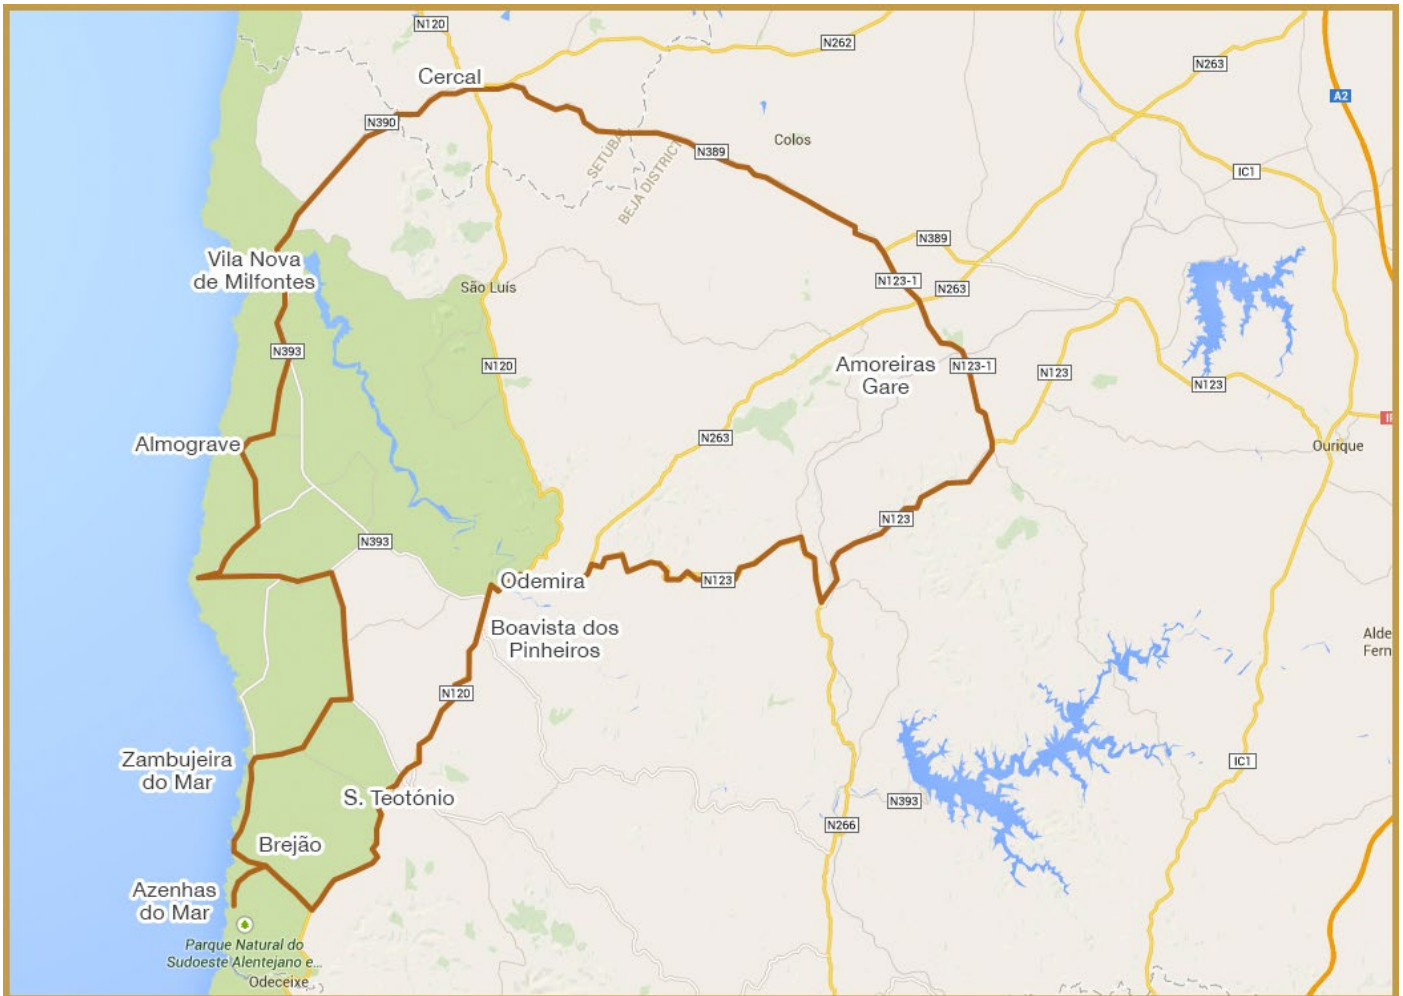 N120
N262
N263
Cercal
A2
N390
Colos
SETUBAL
N389
BEJA DISTRICT
IC1
N389
Vila Nova
de Milfontes
São Luís
N123-1
N263
N393
N120
Amoreiras
Gare
N123-1
N123
N123
Almograve
N263
Ourique
N123
N393
Odemira
N123
Boavista dos
Pinheiros
Alde
Fern
N120
Zambujeira
do Mar
IC1
S. Teotónio
N393
N266
Brejão
Azenhas
do Mar
Parque Natural do
Sudoeste Alentejano e...
Odeceixe